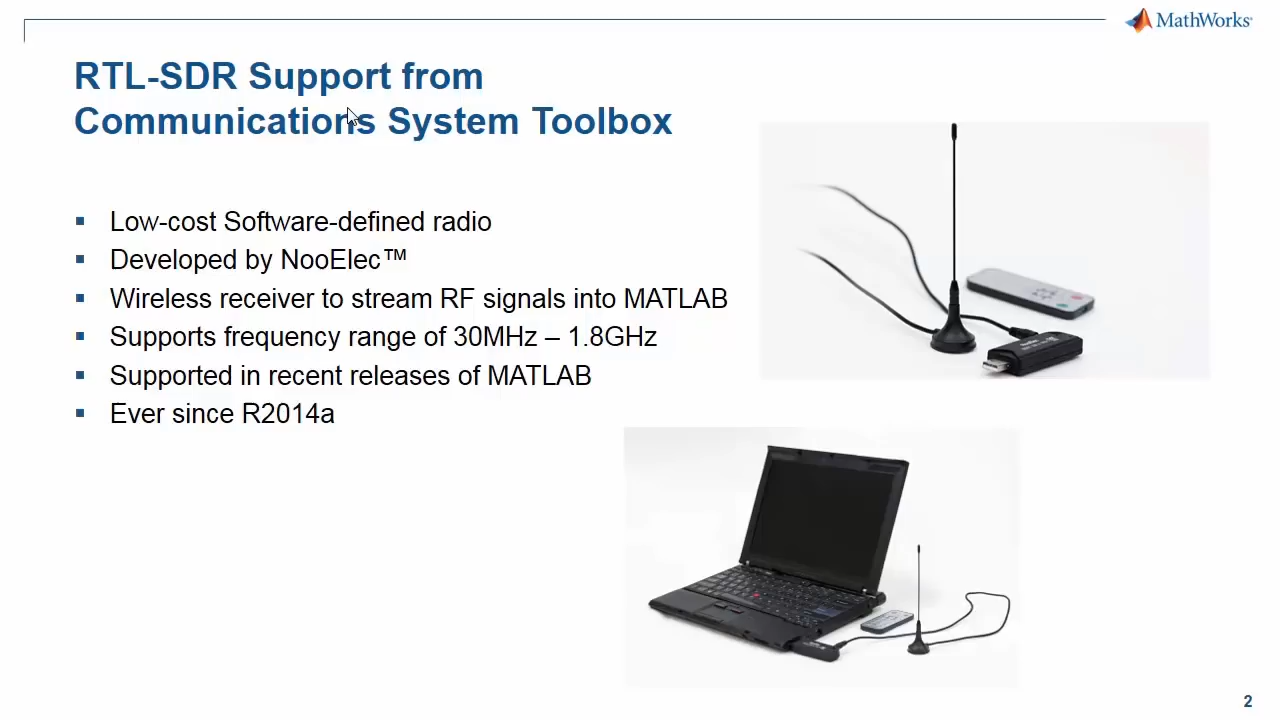 MathWorks
RTL-SDR Support from
Communications System Toolbox
Low-cost Software-defined radio
Developed by NooElec™
Wireless receiver to stream RF signals into MATLAB
Supports frequency range of 30MHz – 1.8GHz
Supported in recent releases of MATLAB
Ever since R2014a
2